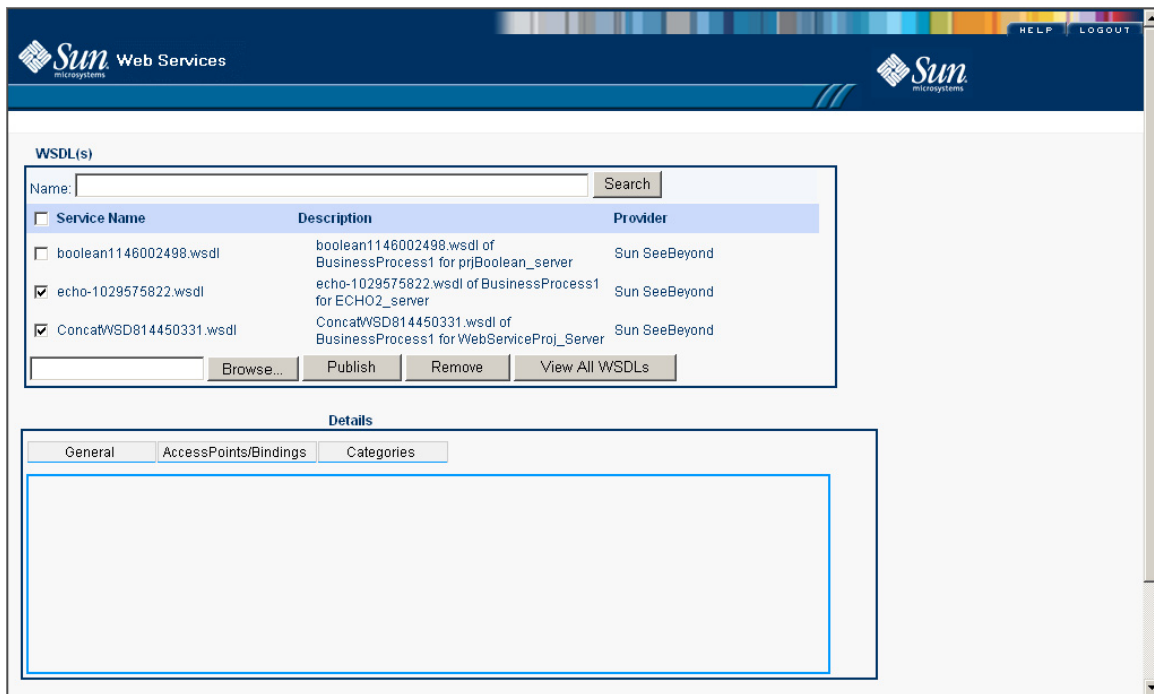 HELP LOGOUT
Sun Web Services
microsystems
Sun
microsystems
WSDL(s)
Name: Search
Service Name Description Provider
boolean1146002498.wsdl boolean1146002498.wsdl of Sun SeeBeyond
BusinessProcess1 for prjBoolean_server
echo-1029575822.wsdl echo-1029575822.wsdl of BusinessProcess1 Sun SeeBeyond
for ECHO2_server
ConcatWSD814450331.wsdl ConcatWSD814450331.wsdl of Sun SeeBeyond
BusinessProcess1 for WebServiceProj_Server
Browse... Publish Remove View All WSDLs
Details
General AccessPoints/Bindings Categories